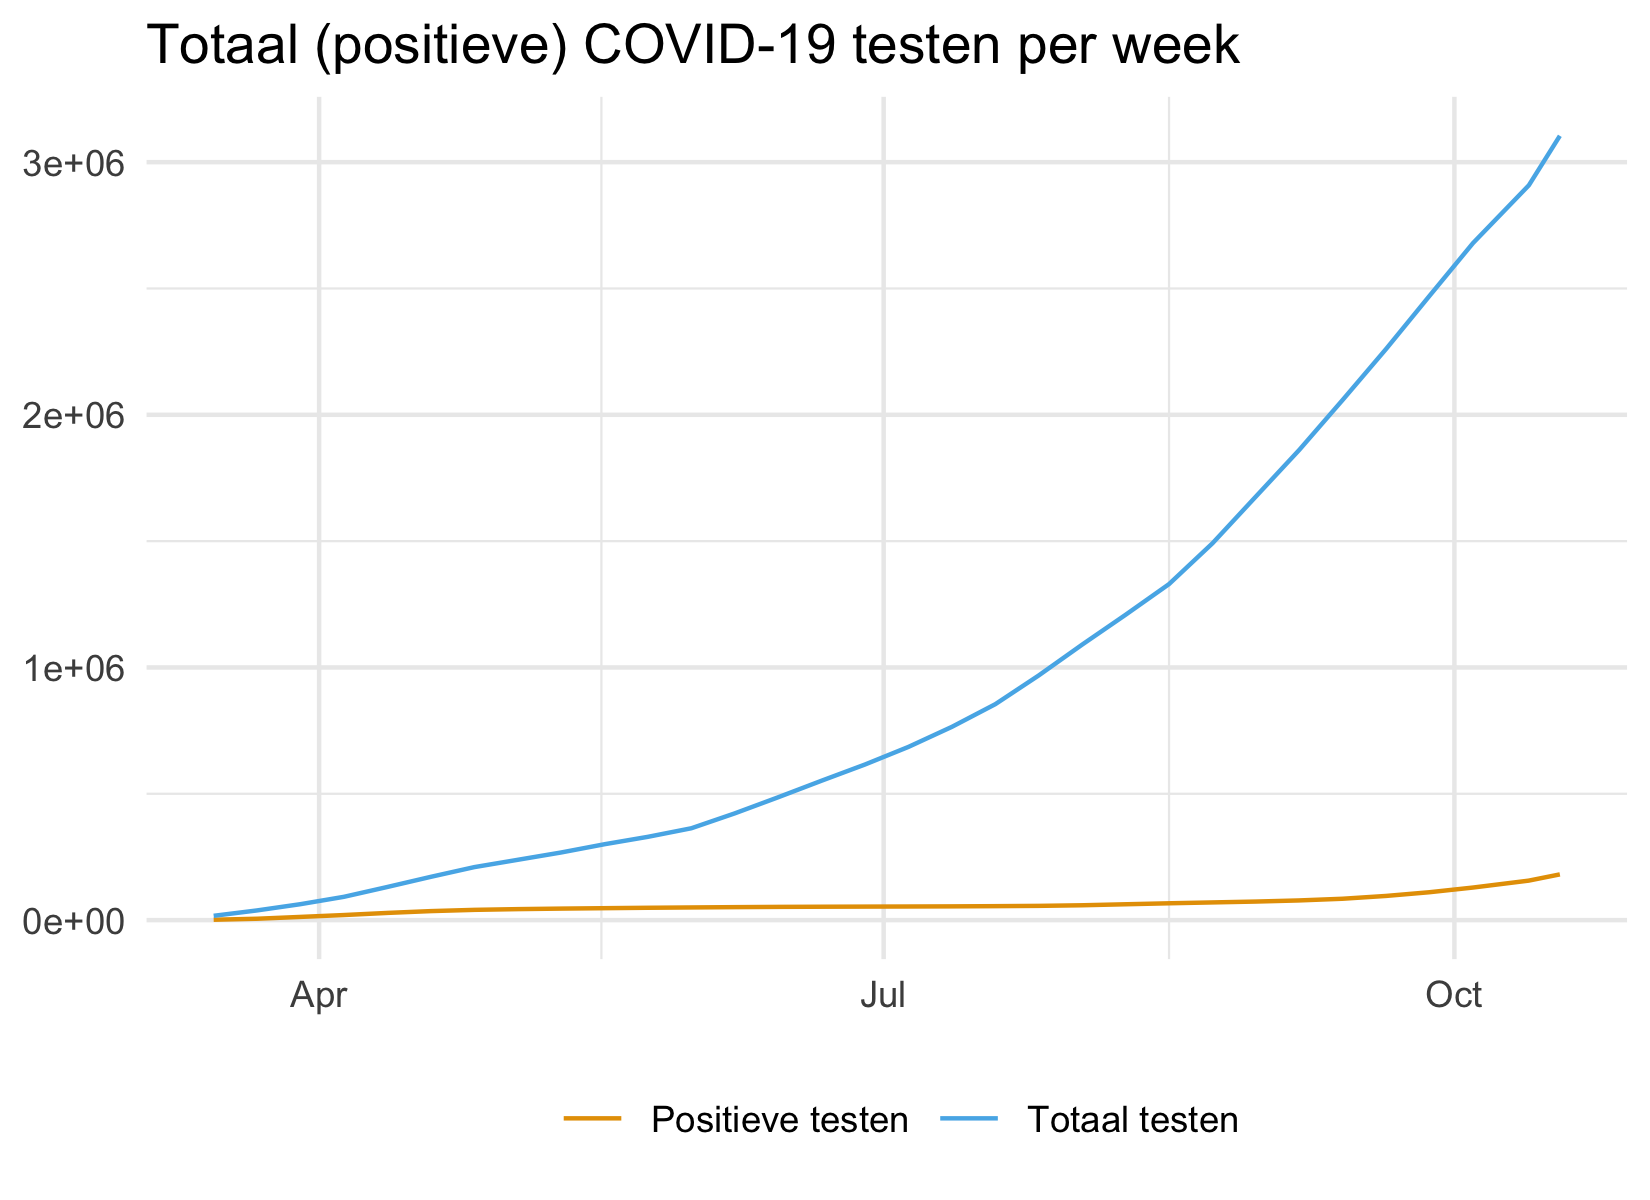 Totaal (positieve) COVID-19 testen per week
3e+06
2e+06
1e+06
0e+00
Apr Jul Oct
Positieve testen Totaal testen